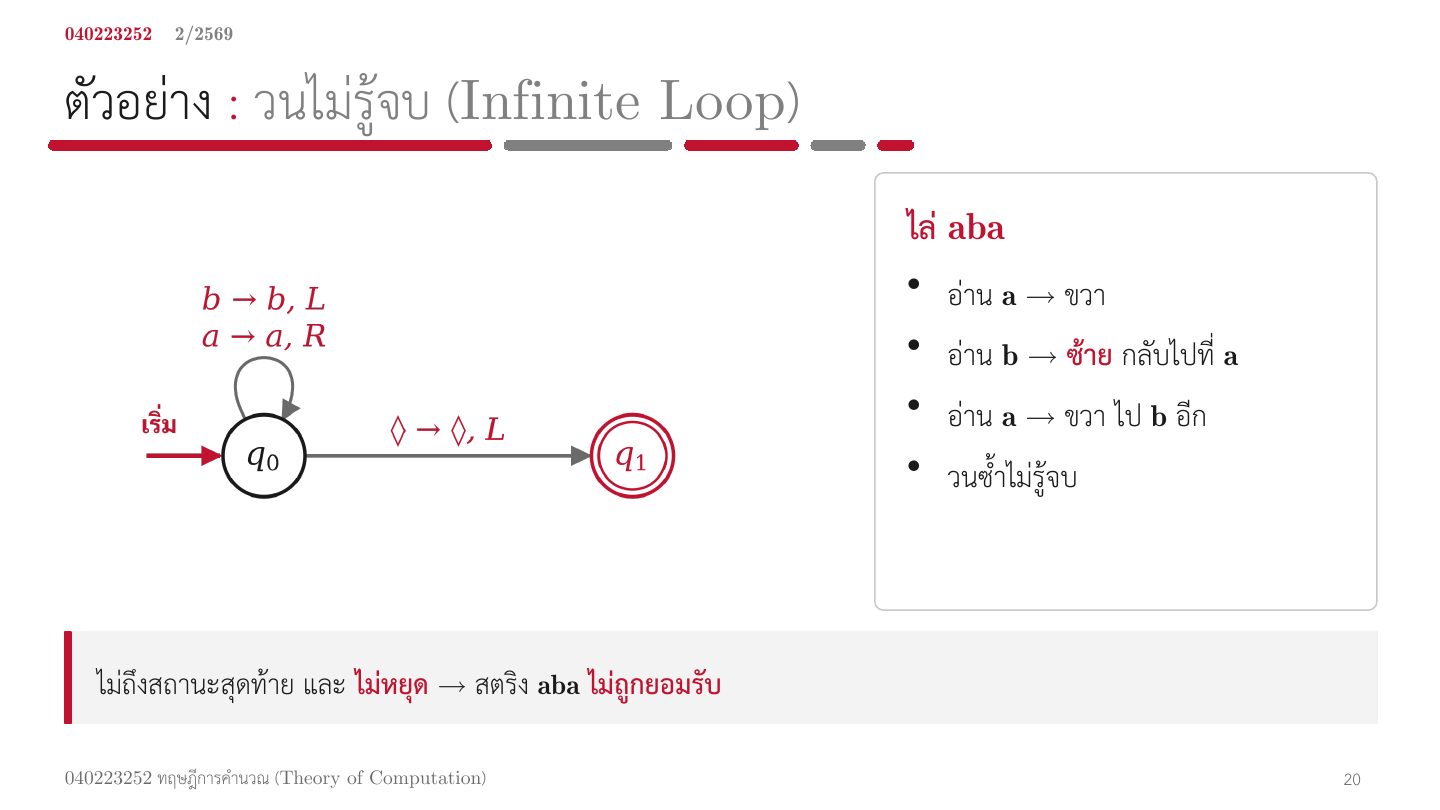 040223252 2/2569
ตัวอย่าง : วนไม่รู้จบ (Infinite Loop)
b → b, L
a → a, R
เริ่ม
q0
◊ → ◊, L
q1
ไล่ aba
• อ่าน a → ขวา
• อ่าน b → ซ้าย กลับไปที่ a
• อ่าน a → ขวา ไป b อีก
• วนซ้ำไม่รู้จบ
ไม่ถึงสถานะสุดท้าย และ ไม่หยุด → สตริง aba ไม่ถูกยอมรับ
040223252 ทฤษฎีการคำนวณ (Theory of Computation)
20